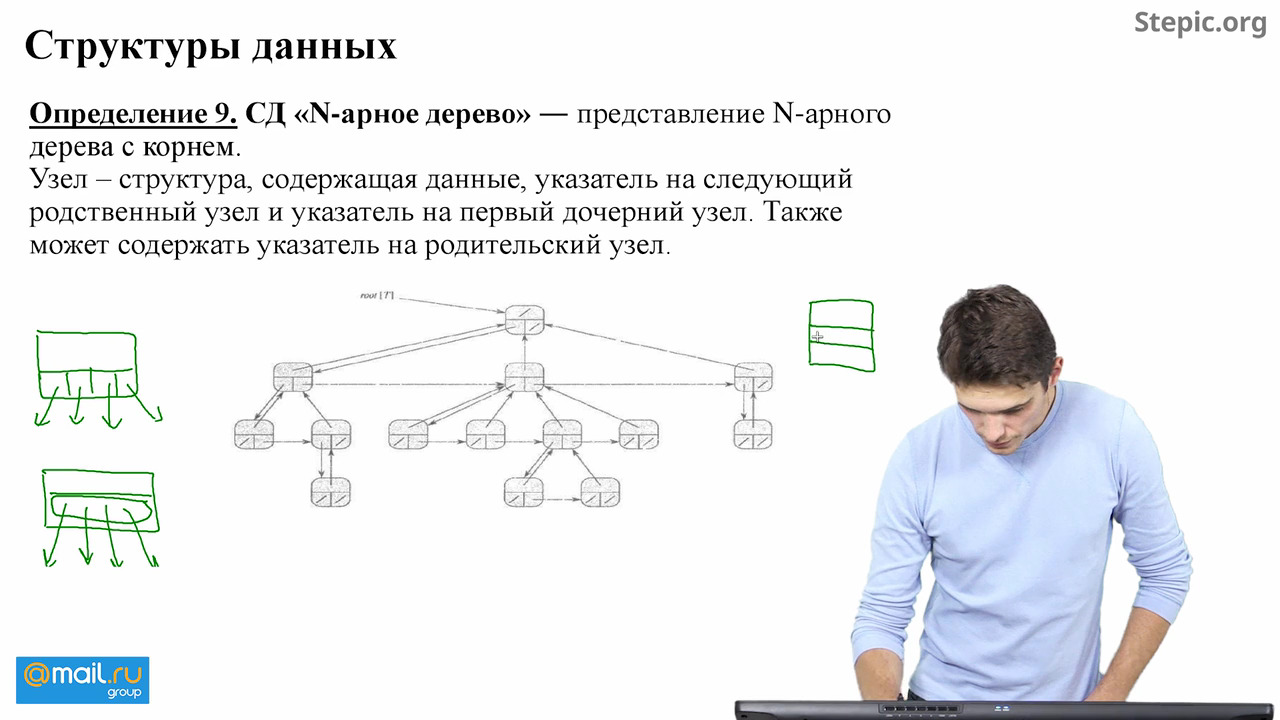 Stepic.org
Структуры данных
Определение 9. СД «N-арное дерево» — представление N-арного
дерева с корнем.
Узел – структура, содержащая данные, указатель на следующий
родственный узел и указатель на первый дочерний узел. Также
может содержать указатель на родительский узел.
root [T]
@mail.ru
group